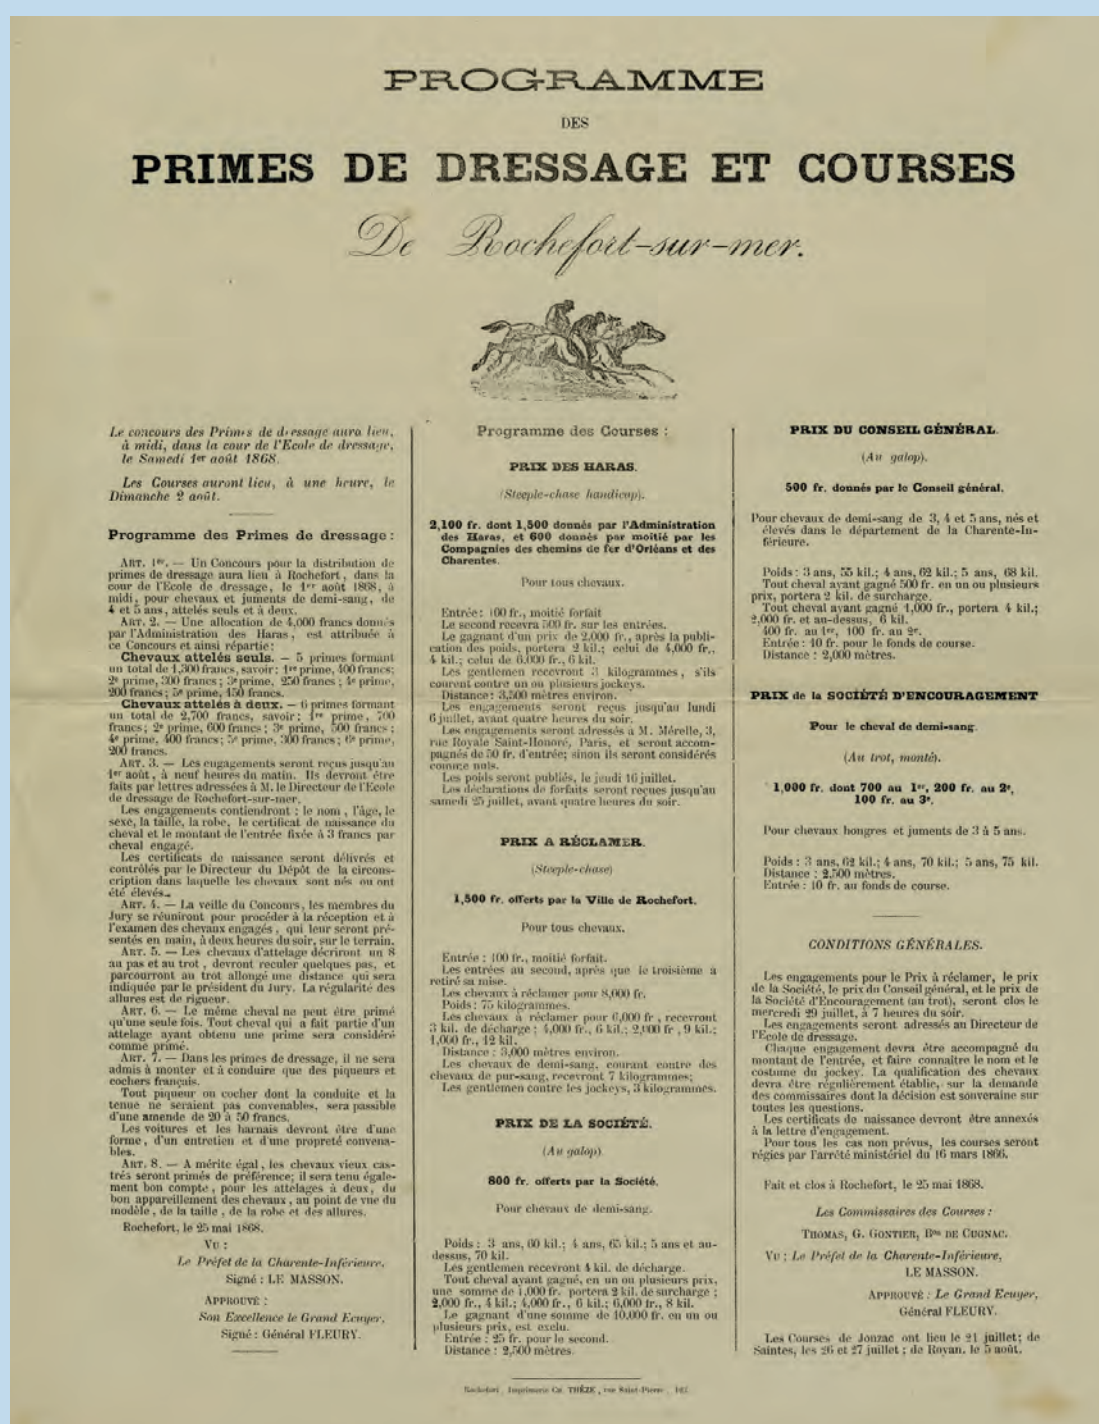 PROGRAMME
DES
PRIMES DE DRESSAGE ET COURSES
De Rochefort-sur-mer.
Le concours des Primes de dressage aura lieu,
à midi, dans la cour de l'Ecole de dressage,
le Samedi 1er août 1868.
Les Courses auront lieu, à une heure, le
Dimanche 2 août.
Programme des Primes de dressage :
ART. 1er. — Un Concours pour la distribution de
primes de dressage aura lieu à Rochefort, dans la
cour de l'Ecole de dressage, le 1er août 1868, à
midi, pour chevaux et juments de demi-sang, de
4 et 5 ans, attelés seuls et à deux.
ART. 2. — Une allocation de 4,000 francs donnés
par l'Administration des Haras, est attribuée à
ce Concours et ainsi répartie:
Chevaux attelés seuls. — 5 primes formant
un total de 1,300 francs, savoir: 1re prime, 400 francs;
2e prime, 300 francs; 3e prime, 250 francs; 4e prime,
200 francs; 5e prime, 150 francs.
Chevaux attelés à deux. — 6 primes formant
un total de 2,700 francs, savoir: 1re prime, 700
francs; 2e prime, 600 francs; 3e prime, 500 francs;
4e prime, 400 francs; 5e prime, 300 francs; 6e prime,
200 francs.
ART. 3. — Les engagements seront reçus jusqu'au
1er août, à neuf heures du matin. Ils devront être
faits par lettres adressées à M. le Directeur de l'Ecole
de dressage de Rochefort-sur-mer.
Les engagements contiendront : le nom, l'âge, le
sexe, la taille, la robe, le certificat de naissance du
cheval et le montant de l'entrée fixée à 3 francs par
cheval engagé.
Les certificats de naissance seront délivrés et
contrôlés par le Directeur du Dépôt de la circons-
cription dans laquelle les chevaux sont nés ou ont
été élevés.
ART. 4. — La veille du Concours, les membres du
Jury se réuniront pour procéder à la réception et à
l'examen des chevaux engagés, qui leur seront pré-
sentés en main, à deux heures du soir, sur le terrain.
ART. 5. — Les chevaux d'attelage décriront un 8
au pas et au trot, devront reculer quelques pas, et
parcourront au trot allongé une distance qui sera
indiquée par le président du Jury. La régularité des
allures est de rigueur.
ART. 6. — Le même cheval ne peut être primé
qu'une seule fois. Tout cheval qui a fait partie d'un
attelage ayant obtenu une prime sera considéré
comme primé.
ART. 7. — Dans les primes de dressage, il ne sera
admis à monter et à conduire que des piqueurs et
cochers français.
Tout piqueur ou cocher dont la conduite et la
tenue ne seraient pas convenables, sera passible
d'une amende de 20 à 50 francs.
Les voitures et les harnais devront être d'une
forme, d'un entretien et d'une propreté convena-
bles.
ART. 8. — A mérite égal, les chevaux vieux cas-
trés seront primés de préférence; il sera tenu égale-
ment bon compte, pour les attelages à deux, du
bon appareillement des chevaux, au point de vue du
modèle, de la taille, de la robe et des allures.
Rochefort, le 25 mai 1868.
VU :
Le Préfet de la Charente-Inférieure,
Signé : LE MASSON.
APPROUVÉ :
Son Excellence le Grand Ecuyer,
Signé : Général FLEURY.
Programme des Courses :
PRIX DES HARAS.
(Steeple-chase handicap).
2,100 fr. dont 1,500 donnés par l'Administration
des Haras, et 600 donnés par moitié par les
Compagnies des chemins de fer d'Orléans et des
Charentes.
Pour tous chevaux.
Entrée: 100 fr., moitié forfait
Le second recevra 500 fr. sur les entrées.
Le gagnant d'un prix de 2,000 fr., après la publi-
cation des poids, portera 2 kil.; celui de 4,000 fr.,
4 kil.; celui de 6,000 fr., 6 kil.
Les gentlemen recevront 3 kilogrammes, s'ils
courent contre un ou plusieurs jockeys.
Distance: 3,500 mètres environ.
Les engagements seront reçus jusqu'au lundi
6 juillet, avant quatre heures du soir.
Les engagements seront adressés à M. Mérelle, 3,
rue Royale Saint-Honoré, Paris, et seront accom-
pagnés de 50 fr. d'entrée; sinon ils seront considérés
comme nuls.
Les poids seront publiés, le jeudi 16 juillet.
Les déclarations de forfaits seront reçues jusqu'au
samedi 25 juillet, avant quatre heures du soir.
PRIX A RÉCLAMER.
(Steeple-chase)
1,500 fr. offerts par la Ville de Rochefort.
Pour tous chevaux.
Entrée : 100 fr., moitié forfait.
Les entrées au second, après que le troisième a
retiré sa mise.
Les chevaux à réclamer pour 8,000 fr.
Poids: 75 kilogrammes.
Les chevaux à réclamer pour 6,000 fr, recevront
3 kil. de décharge; 4,000 fr., 6 kil.; 2,000 fr, 9 kil.;
1,000 fr., 12 kil.
Distance : 3,000 mètres environ.
Les chevaux de demi-sang, courant contre des
chevaux de pur-sang, recevront 7 kilogrammes;
Les gentlemen contre les jockeys, 3 kilogrammes.
PRIX DE LA SOCIÉTÉ.
(Au galop)
800 fr. offerts par la Société.
Pour chevaux de demi-sang.
Poids : 3 ans, 60 kil.; 4 ans, 65 kil.; 5 ans et au-
dessus, 70 kil.
Les gentlemen recevront 4 kil. de décharge.
Tout cheval ayant gagné, en un ou plusieurs prix,
une somme de 1,000 fr. portera 2 kil. de surcharge;
2,000 fr., 4 kil.; 4,000 fr., 6 kil.; 6,000 fr., 8 kil.
Le gagnant d'une somme de 10,000 fr. en un ou
plusieurs prix, est exclu.
Entrée : 25 fr. pour le second.
Distance : 2,500 mètres.
PRIX DU CONSEIL GÉNÉRAL.
(Au galop).
500 fr. donnés par le Conseil général.
Pour chevaux de demi-sang de 3, 4 et 5 ans, nés et
élevés dans le département de la Charente-In-
férieure.
Poids : 3 ans, 55 kil.; 4 ans, 62 kil.; 5 ans, 68 kil.
Tout cheval ayant gagné 500 fr. en un ou plusieurs
prix, portera 2 kil. de surcharge.
Tout cheval ayant gagné 1,000 fr., portera 4 kil.;
2,000 fr. et au-dessus, 6 kil.
400 fr. au 1er, 100 fr. au 2e.
Entrée : 10 fr. pour le fonds de course.
Distance : 2,000 mètres.
PRIX de la SOCIÉTÉ D'ENCOURAGEMENT
Pour le cheval de demi-sang.
(Au trot, monté).
1,000 fr. dont 700 au 1er, 200 fr. au 2e,
100 fr. au 3e.
Pour chevaux hongres et juments de 3 à 5 ans.
Poids : 3 ans, 62 kil.; 4 ans, 70 kil.; 5 ans, 75 kil.
Distance : 2,500 mètres.
Entrée : 10 fr. au fonds de course.
CONDITIONS GÉNÉRALES.
Les engagements pour le Prix à réclamer, le prix
de la Société, le prix du Conseil général, et le prix de
la Société d'Encouragement (au trot), seront clos le
mercredi 29 juillet, à 7 heures du soir.
Les engagements seront adressés au Directeur de
l'Ecole de dressage.
Chaque engagement devra être accompagné du
montant de l'entrée, et faire connaître le nom et le
costume du jockey. La qualification des chevaux
devra être régulièrement établie, sur la demande
des commissaires dont la décision est souveraine sur
toutes les questions.
Les certificats de naissance devront être annexés
à la lettre d'engagement.
Pour tous les cas non prévus, les courses seront
régies par l'arrêté ministériel du 16 mars 1866.
Fait et clos à Rochefort, le 25 mai 1868.
Les Commissaires des Courses :
THOMAS, G. GONTIER, Bon DE CUGNAC.
VU : Le Préfet de la Charente-Inférieure,
LE MASSON.
APPROUVÉ : Le Grand Ecuyer,
Général FLEURY.
Les Courses de Jonzac ont lieu le 21 juillet; de
Saintes, les 26 et 27 juillet; de Royan, le 5 août.
Rochefort, Imprimerie CH. THÈZE, rue Saint-Pierre